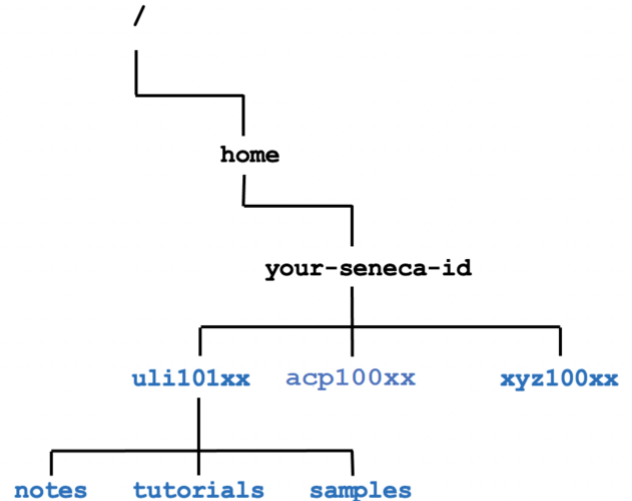 /
home
your-seneca-id
uli101xx acp100xx xyz100xx
notes tutorials samples